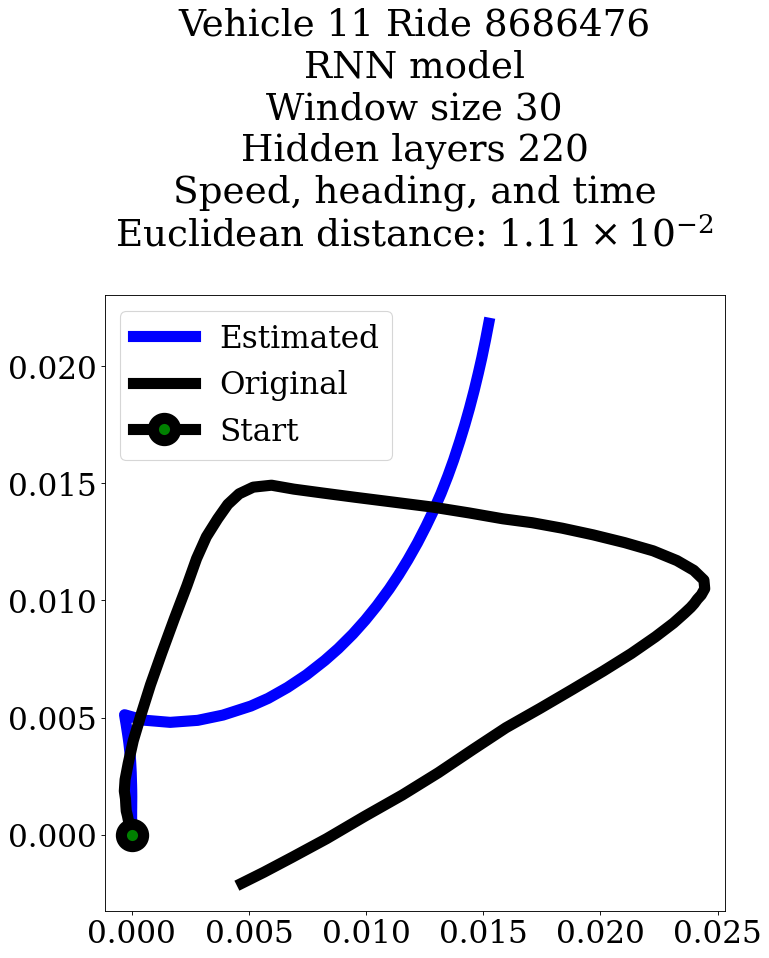 Vehicle 11 Ride 8686476
RNN model
Window size 30
Hidden layers 220
Speed, heading, and time
Euclidean distance: 1.11 × 10⁻²
Estimated
Original
Start
0.020
0.015
0.010
0.005
0.000
0.000 0.005 0.010 0.015 0.020 0.025